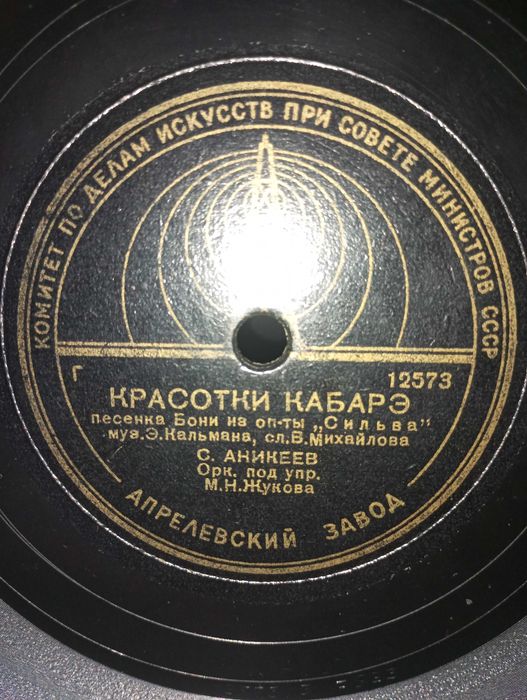 КОМИТЕТ ПО ДЕЛАМ ИСКУССТВ ПРИ СОВЕТЕ МИНИСТРОВ СССР
Г
12573
КРАСОТКИ КАБАРЭ
песенка Бони из оп-ты „Сильва"
муз.Э.Кальмана, сл.В.Михайлова
С. АНИКЕЕВ
Орк. под упр.
М.Н.Жукова
АПРЕЛЕВСКИЙ ЗАВОД